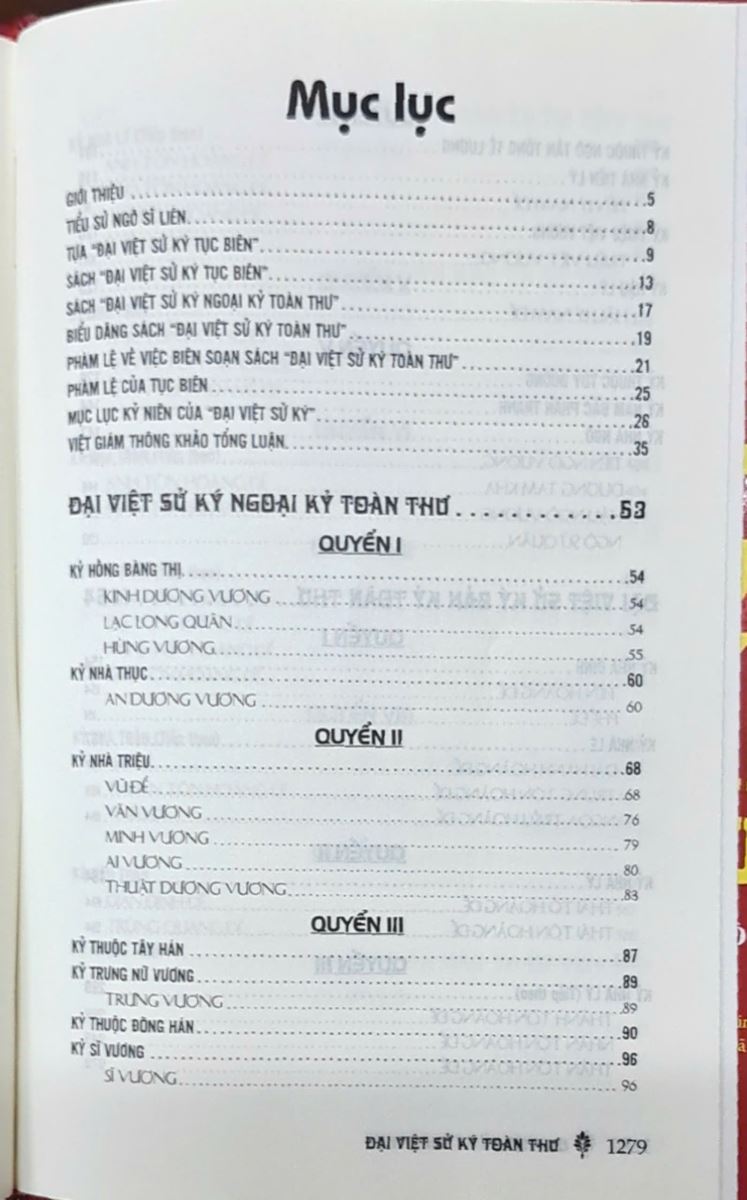 Mục lục
GIỚI THIỆU.....5
TIỂU SỬ NGÔ SĨ LIÊN.....8
TỰA "ĐẠI VIỆT SỬ KÝ TỤC BIÊN".....9
SÁCH "ĐẠI VIỆT SỬ KÝ TỤC BIÊN".....13
SÁCH "ĐẠI VIỆT SỬ KÝ NGOẠI KỶ TOÀN THƯ".....17
BIỂU DÂNG SÁCH "ĐẠI VIỆT SỬ KÝ TOÀN THƯ".....19
PHÀM LỆ VỀ VIỆC BIÊN SOẠN SÁCH "ĐẠI VIỆT SỬ KÝ TOÀN THƯ".....21
PHÀM LỆ CỦA TỤC BIÊN.....25
MỤC LỤC KỶ NIÊN CỦA "ĐẠI VIỆT SỬ KÝ".....26
VIỆT GIÁM THÔNG KHẢO TỔNG LUẬN.....35
ĐẠI VIỆT SỬ KÝ NGOẠI KỶ TOÀN THƯ.....53
QUYỂN I
KỶ HỒNG BÀNG THỊ.....54
KINH DƯƠNG VƯƠNG.....54
LẠC LONG QUÂN.....54
HÙNG VƯƠNG.....55
KỶ NHÀ THỤC.....60
AN DƯƠNG VƯƠNG.....60
QUYỂN II
KỶ NHÀ TRIỆU.....68
VŨ ĐẾ.....68
VĂN VƯƠNG.....76
MINH VƯƠNG.....79
AI VƯƠNG.....80
THUẬT DƯƠNG VƯƠNG.....83
QUYỂN III
KỶ THUỘC TÂY HÁN.....87
KỶ TRƯNG NỮ VƯƠNG.....89
TRƯNG VƯƠNG.....89
KỶ THUỘC ĐÔNG HÁN.....90
KỶ SĨ VƯƠNG.....96
SĨ VƯƠNG.....96
ĐẠI VIỆT SỬ KÝ TOÀN THƯ 1279